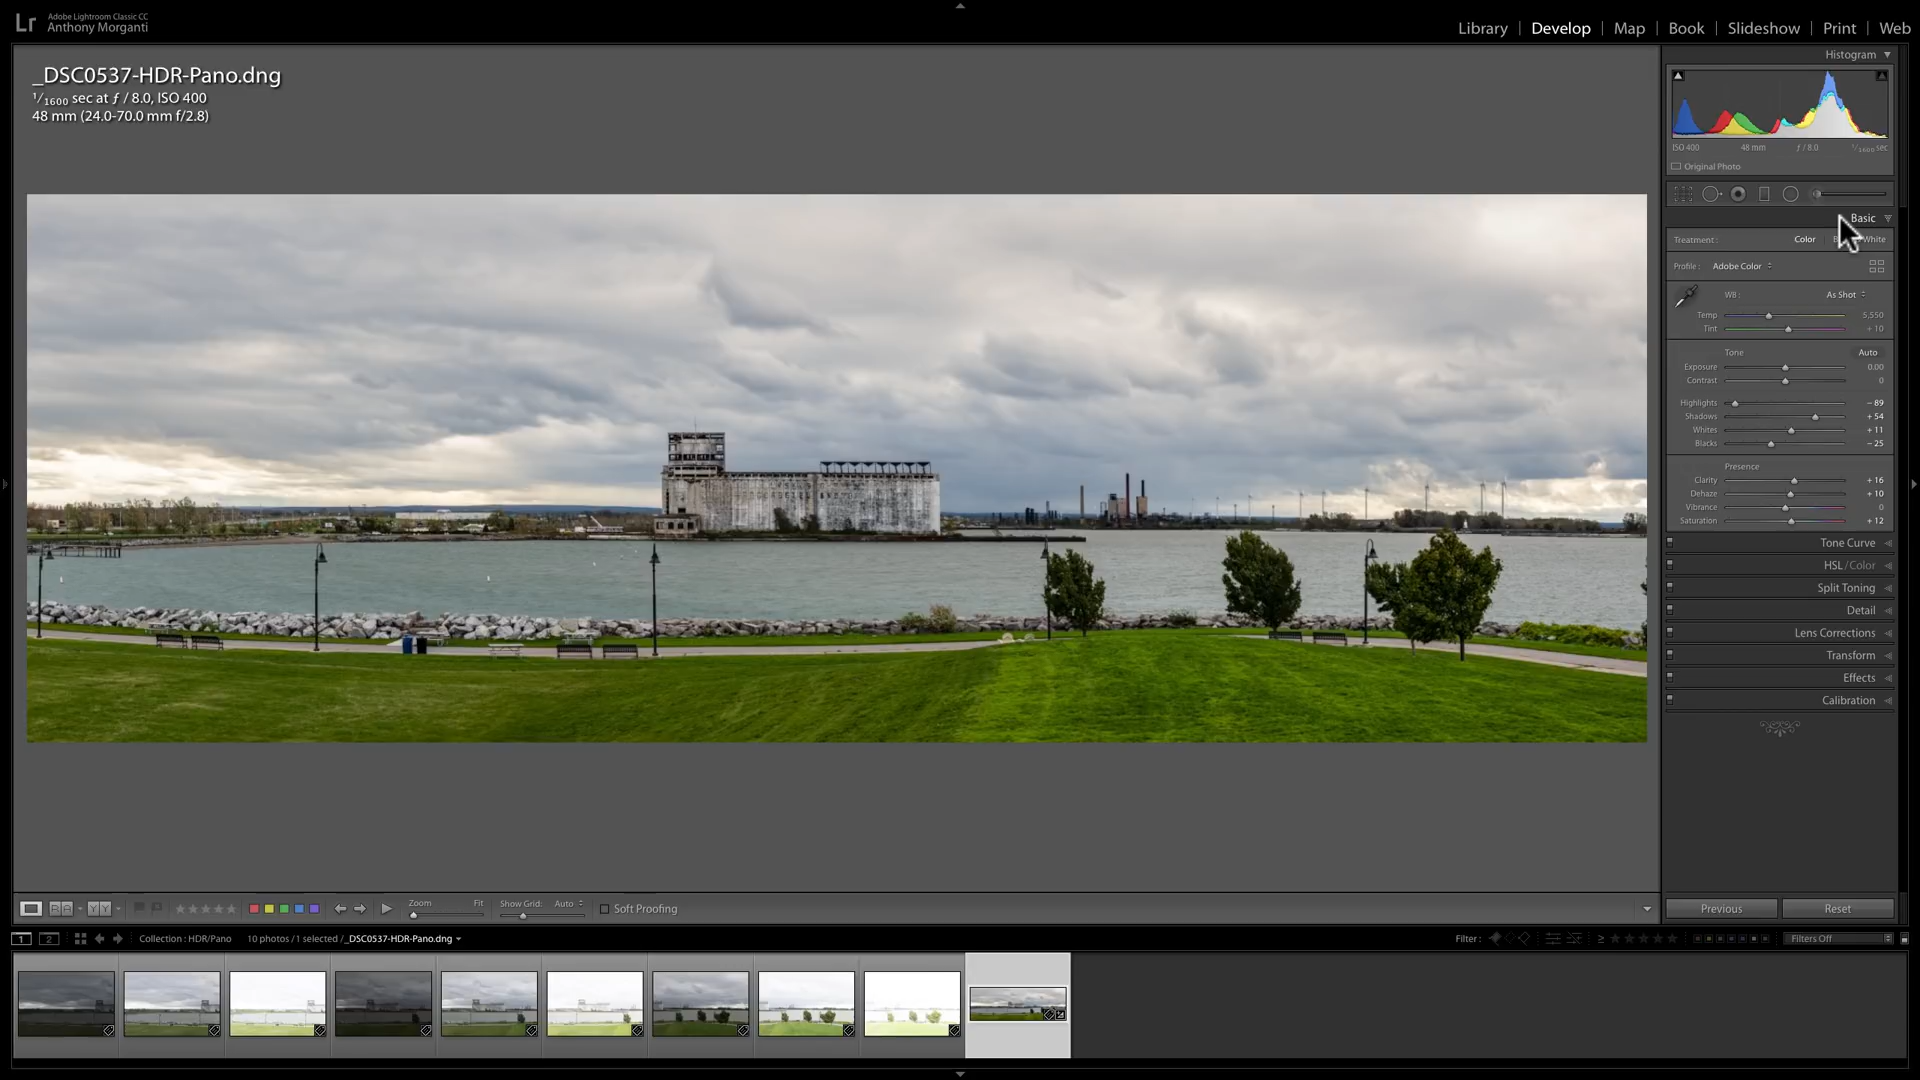 Lr
Adobe Lightroom Classic CC
Anthony Morganti
Library | Develop | Map | Book | Slideshow | Print | Web
_DSC0537-HDR-Pano.dng
1/1600 sec at ƒ / 8.0, ISO 400
48 mm (24.0-70.0 mm f/2.8)
Histogram
ISO 400 48 mm ƒ / 8.0 1/1600 sec
Original Photo
Basic
Treatment : Color White
Profile : Adobe Color
WB : As Shot
Temp 5,550
Tint + 10
Tone Auto
Exposure 0.00
Contrast 0
Highlights − 89
Shadows + 54
Whites + 11
Blacks − 25
Presence
Clarity + 16
Dehaze + 10
Vibrance 0
Saturation + 12
Tone Curve
HSL / Color
Split Toning
Detail
Lens Corrections
Transform
Effects
Calibration
Previous Reset
Zoom Fit Show Grid: Auto Soft Proofing
1 2 Collection : HDR/Pano 10 photos / 1 selected / _DSC0537-HDR-Pano.dng Filter : Filters Off